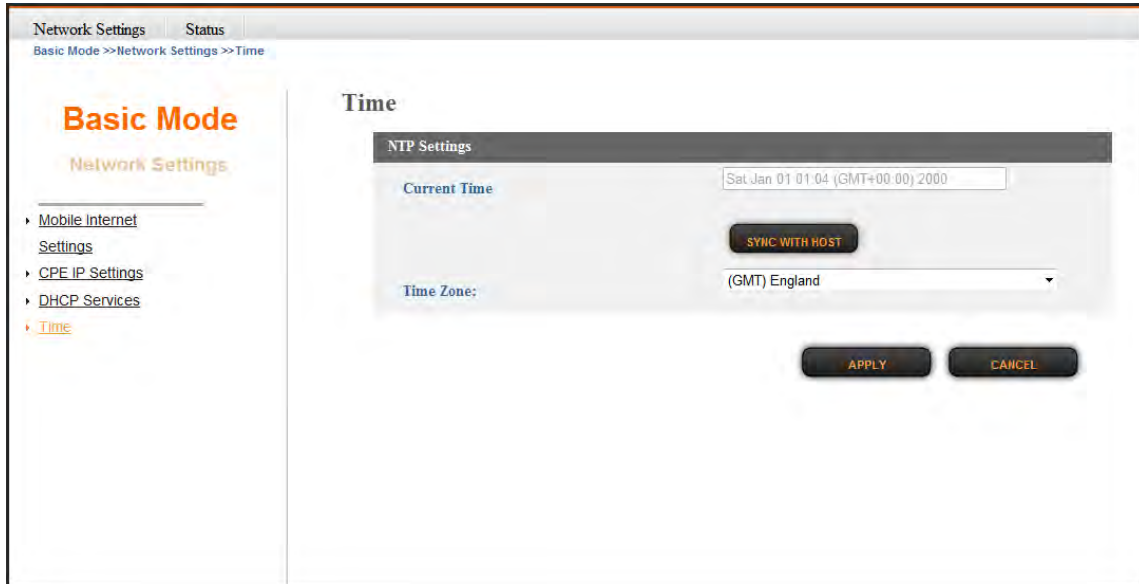 Network Settings Status
Basic Mode >>Network Settings >>Time
Basic Mode
Network Settings
Mobile Internet
Settings
CPE IP Settings
DHCP Services
Time
Time
NTP Settings
Current Time
Sat Jan 01 01:04 (GMT+00:00) 2000
SYNC WITH HOST
Time Zone:
(GMT) England
APPLY CANCEL